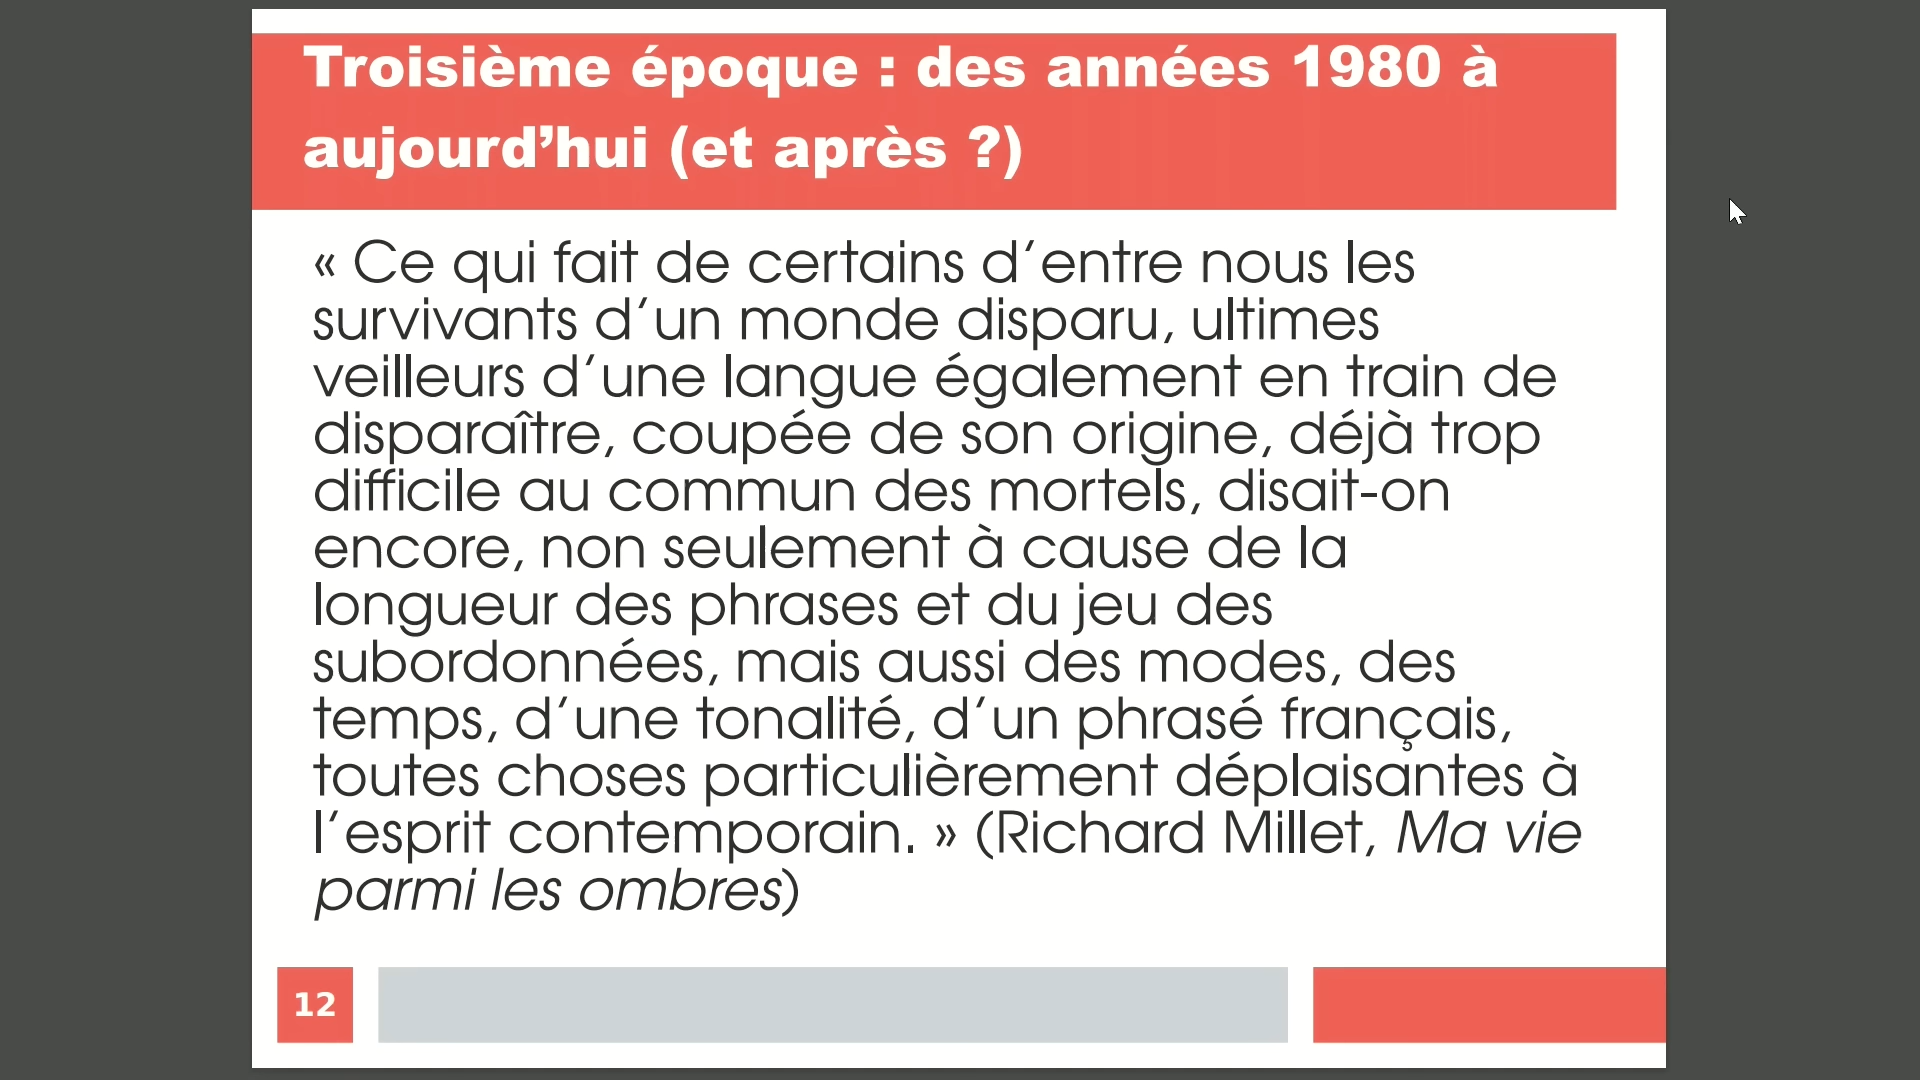 Troisième époque : des années 1980 à
aujourd’hui (et après ?)
« Ce qui fait de certains d’entre nous les
survivants d’un monde disparu, ultimes
veilleurs d’une langue également en train de
disparaître, coupée de son origine, déjà trop
difficile au commun des mortels, disait-on
encore, non seulement à cause de la
longueur des phrases et du jeu des
subordonnées, mais aussi des modes, des
temps, d’une tonalité, d’un phrasé français,
toutes choses particulièrement déplaisantes à
l’esprit contemporain. » (Richard Millet, Ma vie
parmi les ombres)
12